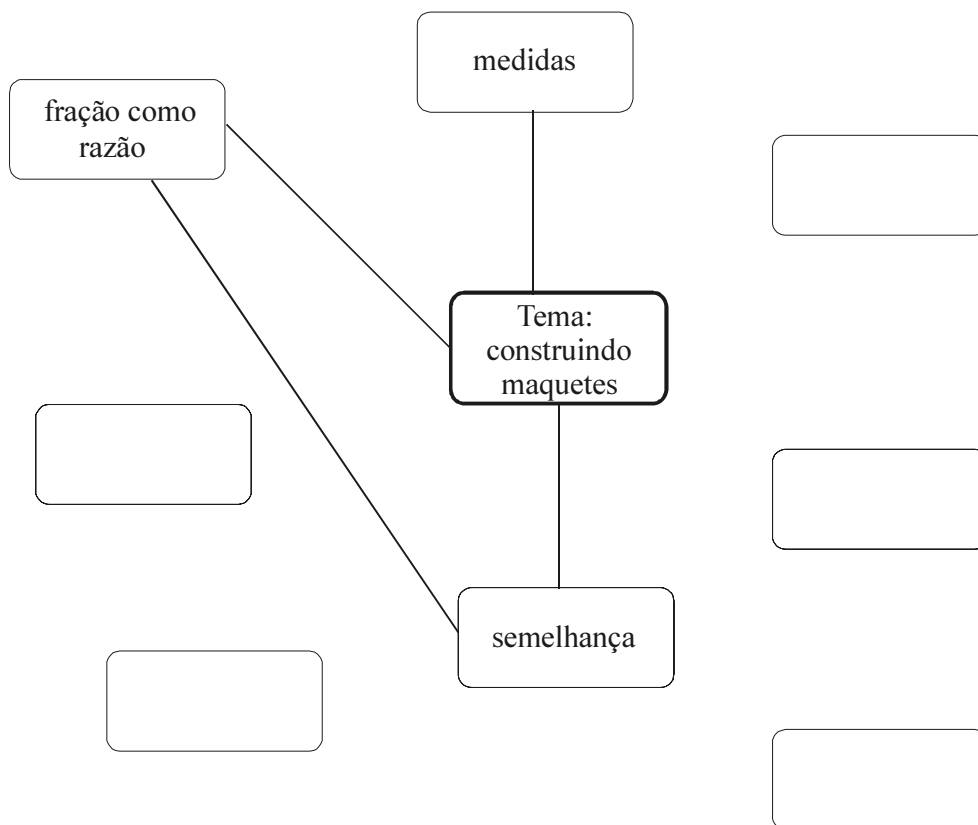 medidas
fração como
razão
Tema:
construindo
maquetes
semelhança